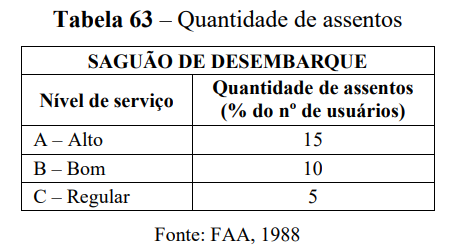 Tabela 63 – Quantidade de assentos
SAGUÃO DE DESEMBARQUE
Nível de serviço
Quantidade de assentos
(% do nº de usuários)
A – Alto 15
B – Bom 10
C – Regular 5
Fonte: FAA, 1988